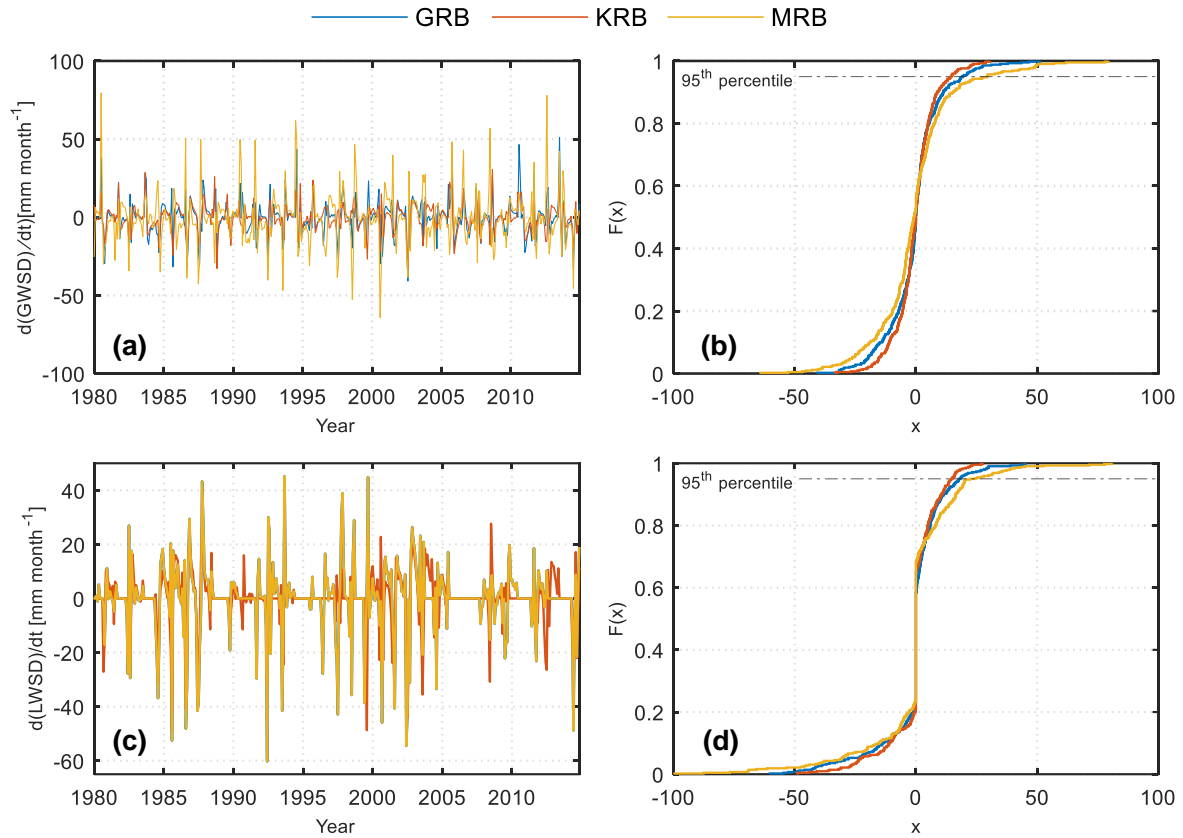 GRB KRB MRB
100
50
0
-50
-100
d(GWSD)/dt)[mm month-1]
(a)
1980 1985 1990 1995 2000 2005 2010
Year
1
0.8
0.6
0.4
0.2
0
F(x)
95th percentile
(b)
-100 -50 0 50 100
x
40
20
0
-20
-40
-60
d(LWSD)/dt [mm month-1]
(c)
1980 1985 1990 1995 2000 2005 2010
Year
1
0.8
0.6
0.4
0.2
0
F(x)
95th percentile
(d)
-100 -50 0 50 100
x